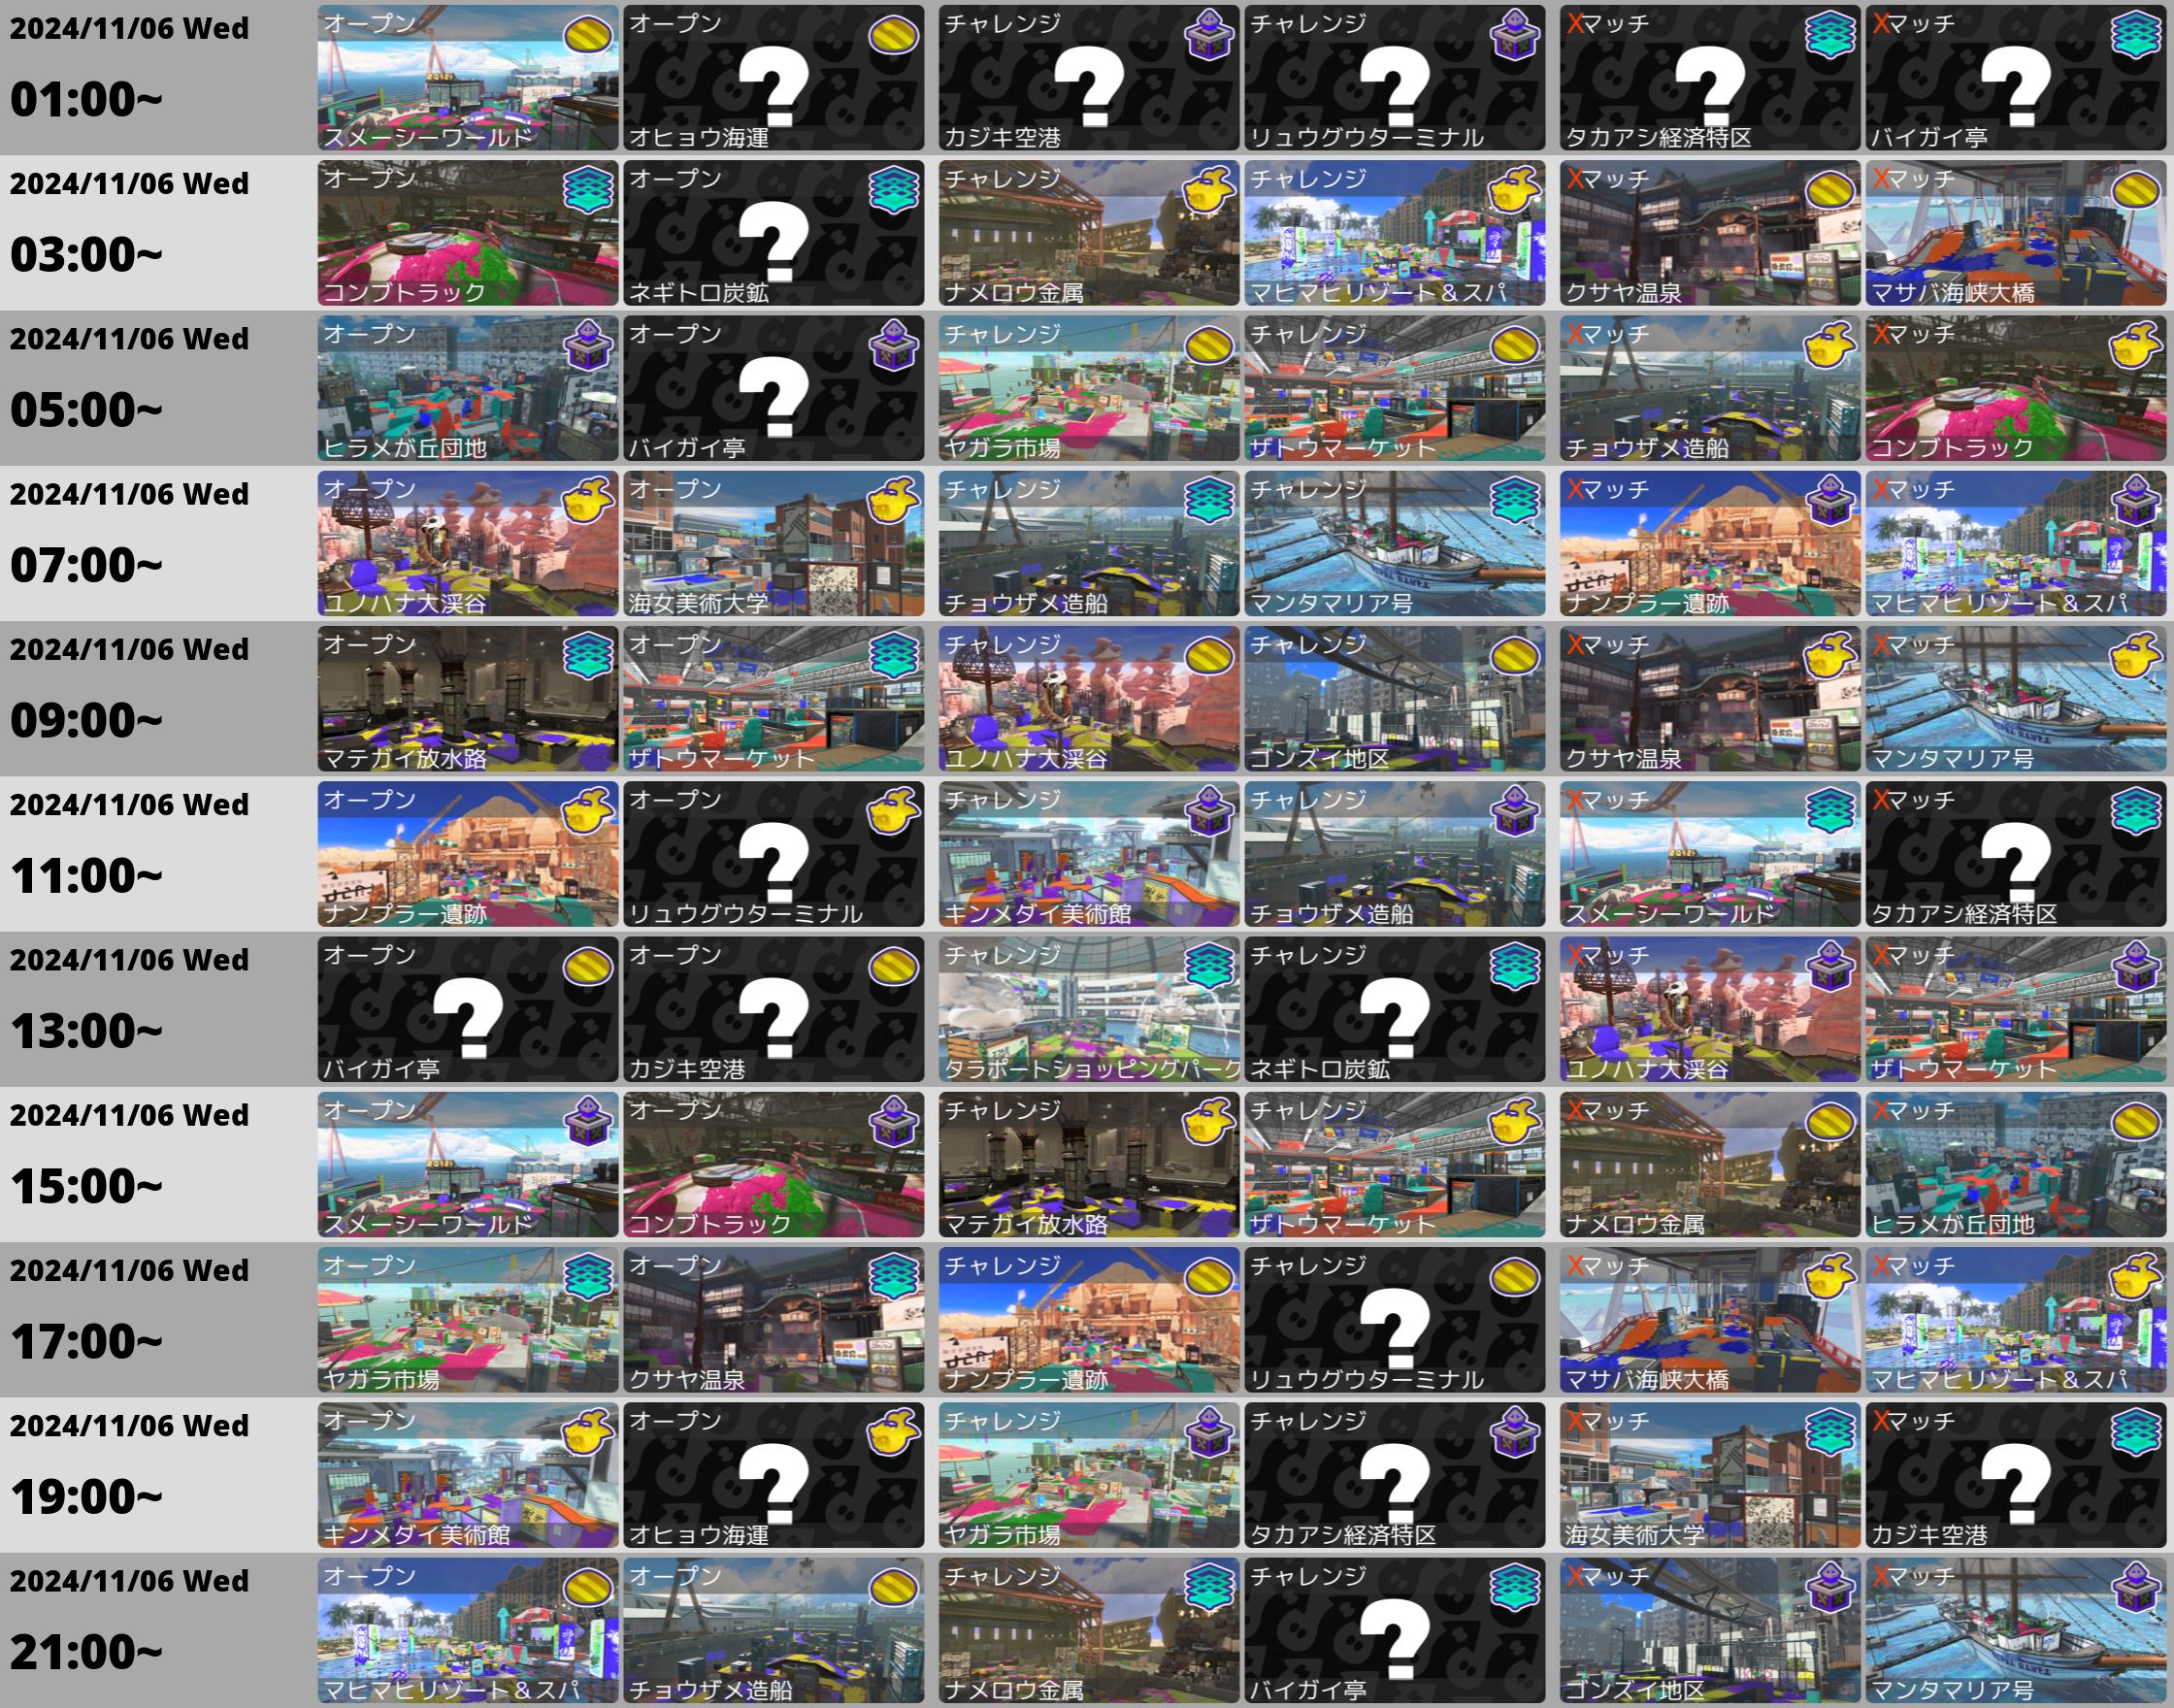 2024/11/06 Wed
01:00~
オープン
スメーシーワールド
オープン
オヒョウ海運
チャレンジ
カジキ空港
チャレンジ
リュウグウターミナル
Xマッチ
タカアシ経済特区
Xマッチ
バイガイ亭
2024/11/06 Wed
03:00~
オープン
コンブトラック
オープン
ネギトロ炭鉱
チャレンジ
ナメロウ金属
チャレンジ
マヒマヒリゾート＆スパ
Xマッチ
クサヤ温泉
Xマッチ
マサバ海峡大橋
2024/11/06 Wed
05:00~
オープン
ヒラメが丘団地
オープン
バイガイ亭
チャレンジ
ヤガラ市場
チャレンジ
ザトウマーケット
Xマッチ
チョウザメ造船
Xマッチ
コンブトラック
2024/11/06 Wed
07:00~
オープン
ユノハナ大渓谷
オープン
海女美術大学
チャレンジ
チョウザメ造船
チャレンジ
マンタマリア号
Xマッチ
ナンプラー遺跡
Xマッチ
マヒマヒリゾート＆スパ
2024/11/06 Wed
09:00~
オープン
マテガイ放水路
オープン
ザトウマーケット
チャレンジ
ユノハナ大渓谷
チャレンジ
ゴンズイ地区
Xマッチ
クサヤ温泉
Xマッチ
マンタマリア号
2024/11/06 Wed
11:00~
オープン
ナンプラー遺跡
オープン
リュウグウターミナル
チャレンジ
キンメダイ美術館
チャレンジ
チョウザメ造船
Xマッチ
スメーシーワールド
Xマッチ
タカアシ経済特区
2024/11/06 Wed
13:00~
オープン
バイガイ亭
オープン
カジキ空港
チャレンジ
タラポートショッピングパーク
チャレンジ
ネギトロ炭鉱
Xマッチ
ユノハナ大渓谷
Xマッチ
ザトウマーケット
2024/11/06 Wed
15:00~
オープン
スメーシーワールド
オープン
コンブトラック
チャレンジ
マテガイ放水路
チャレンジ
ザトウマーケット
Xマッチ
ナメロウ金属
Xマッチ
ヒラメが丘団地
2024/11/06 Wed
17:00~
オープン
ヤガラ市場
オープン
クサヤ温泉
チャレンジ
ナンプラー遺跡
チャレンジ
リュウグウターミナル
Xマッチ
マサバ海峡大橋
Xマッチ
マヒマヒリゾート＆スパ
2024/11/06 Wed
19:00~
オープン
キンメダイ美術館
オープン
オヒョウ海運
チャレンジ
ヤガラ市場
チャレンジ
タカアシ経済特区
Xマッチ
海女美術大学
Xマッチ
カジキ空港
2024/11/06 Wed
21:00~
オープン
マヒマヒリゾート＆スパ
オープン
チョウザメ造船
チャレンジ
ナメロウ金属
チャレンジ
バイガイ亭
Xマッチ
ゴンズイ地区
Xマッチ
マンタマリア号